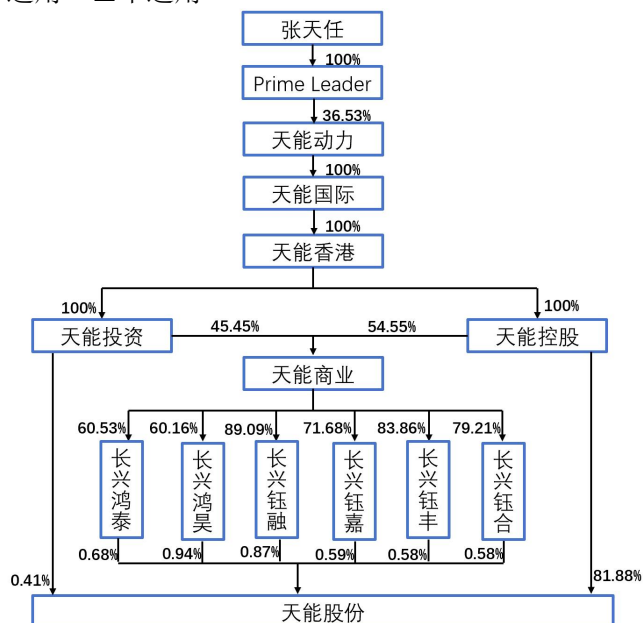 张天任
100%
Prime Leader
36.53%
天能动力
100%
天能国际
100%
天能香港
100%
100%
天能投资
45.45%
54.55%
天能控股
天能商业
60.53%
60.16%
89.09%
71.68%
83.86%
79.21%
长兴鸿泰
长兴鸿昊
长兴钰融
长兴钰嘉
长兴钰丰
长兴钰合
0.68%
0.94%
0.87%
0.59%
0.58%
0.58%
0.41%
81.88%
天能股份